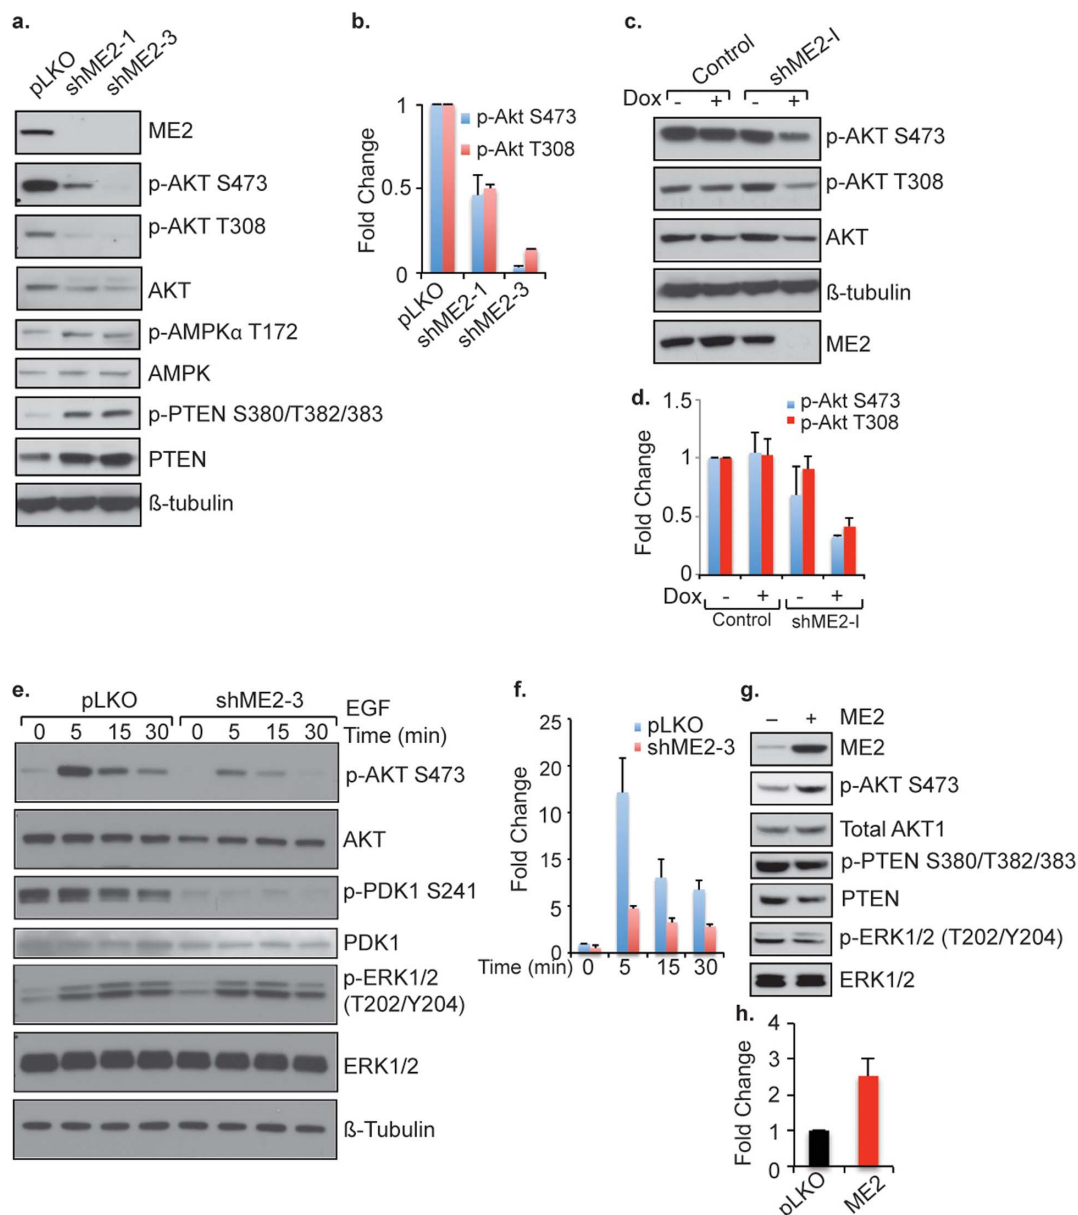 a.
pLKO
shME2-1
shME2-3
ME2
p-AKT S473
p-AKT T308
AKT
p-AMPKα T172
AMPK
p-PTEN S380/T382/383
PTEN
ß-tubulin
b.
Fold Change
1
0.5
0
p-Akt S473
p-Akt T308
pLKO
shME2-1
shME2-3
c.
Control
shME2-I
Dox - + - +
p-AKT S473
p-AKT T308
AKT
ß-tubulin
ME2
d.
Fold Change
1.5
1
0.5
0
p-Akt S473
p-Akt T308
Dox - + - +
Control shME2-I
e.
pLKO shME2-3 EGF
0 5 15 30 0 5 15 30 Time (min)
p-AKT S473
AKT
p-PDK1 S241
PDK1
p-ERK1/2
(T202/Y204)
ERK1/2
ß-Tubulin
f.
Fold Change
25
20
10
15
5
0
pLKO
shME2-3
Time (min) 0 5 15 30
g.
– + ME2
ME2
p-AKT S473
Total AKT1
p-PTEN S380/T382/383
PTEN
p-ERK1/2 (T202/Y204)
ERK1/2
h.
Fold Change
4
3
2
1
0
pLKO
ME2